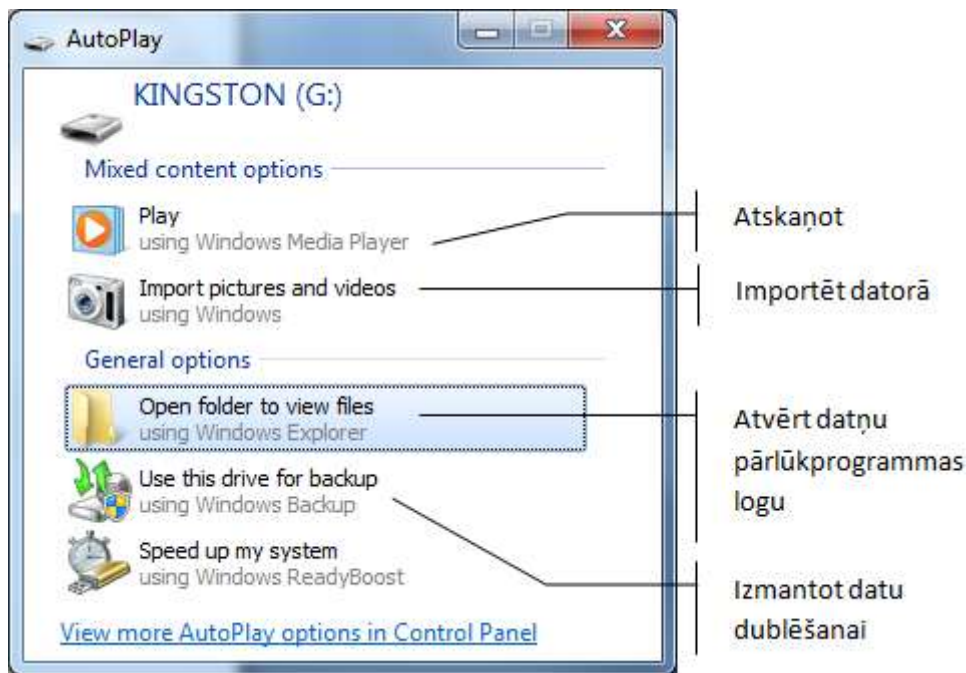 AutoPlay
KINGSTON (G:)
Mixed content options
Play
using Windows Media Player
Atskaņot
Import pictures and videos
using Windows
Importēt datorā
General options
Open folder to view files
using Windows Explorer
Atvērt datņu
pārlūkprogrammas
logu
Use this drive for backup
using Windows Backup
Speed up my system
using Windows ReadyBoost
Izmantot datu
dublēšanai
View more AutoPlay options in Control Panel